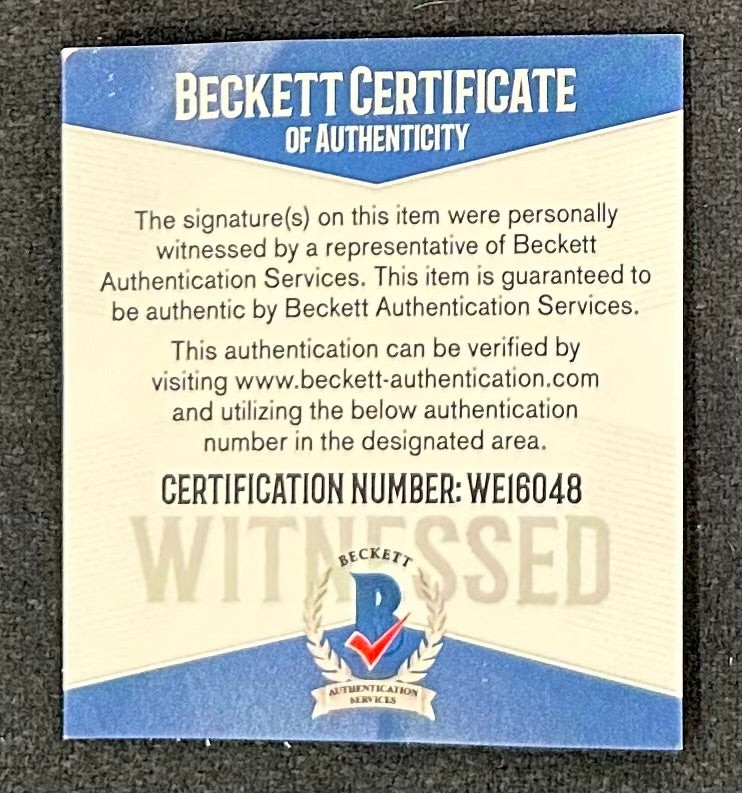 BECKETT CERTIFICATE
OF AUTHENTICITY
The signature(s) on this item were personally
witnessed by a representative of Beckett
Authentication Services. This item is guaranteed to
be authentic by Beckett Authentication Services.
This authentication can be verified by
visiting www.beckett-authentication.com
and utilizing the below authentication
number in the designated area.
CERTIFICATION NUMBER: WE16048
WITNESSED
BECKETT
B
AUTHENTICATION
SERVICES